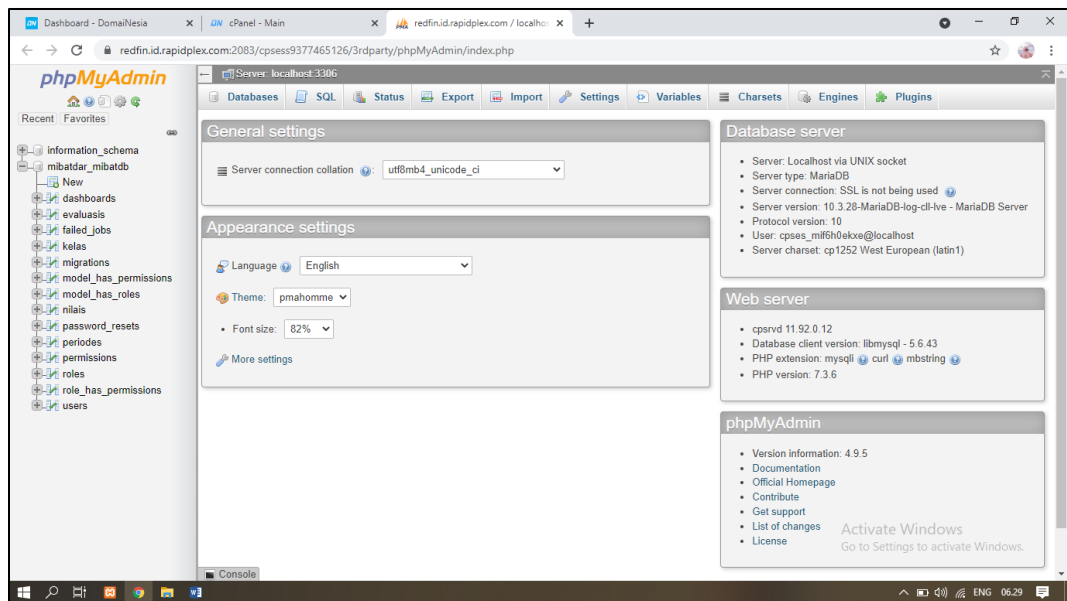 Dashboard - DomaiNesia
cPanel - Main
redfin.id.rapidplex.com / localhos
redfin.id.rapidplex.com:2083/cpsess9377465126/3rdparty/phpMyAdmin/index.php
phpMyAdmin
Recent Favorites
information_schema
mibatdar_mibatdb
New
dashboards
evaluasis
failed_jobs
kelas
migrations
model_has_permissions
model_has_roles
nilais
password_resets
periodes
permissions
roles
role_has_permissions
users
Server: localhost:3306
Databases SQL Status Export Import Settings Variables Charsets Engines Plugins
General settings
Server connection collation : utf8mb4_unicode_ci
Appearance settings
Language English
Theme: pmahomme
• Font size: 82%
More settings
Database server
• Server: Localhost via UNIX socket
• Server type: MariaDB
• Server connection: SSL is not being used
• Server version: 10.3.28-MariaDB-log-cll-lve - MariaDB Server
• Protocol version: 10
• User: cpses_mif6h0ekxe@localhost
• Server charset: cp1252 West European (latin1)
Web server
• cpsrvd 11.92.0.12
• Database client version: libmysql - 5.6.43
• PHP extension: mysqli curl mbstring
• PHP version: 7.3.6
phpMyAdmin
• Version information: 4.9.5
• Documentation
• Official Homepage
• Contribute
• Get support
• List of changes
• License
Activate Windows
Go to Settings to activate Windows.
Console
ENG 06.29